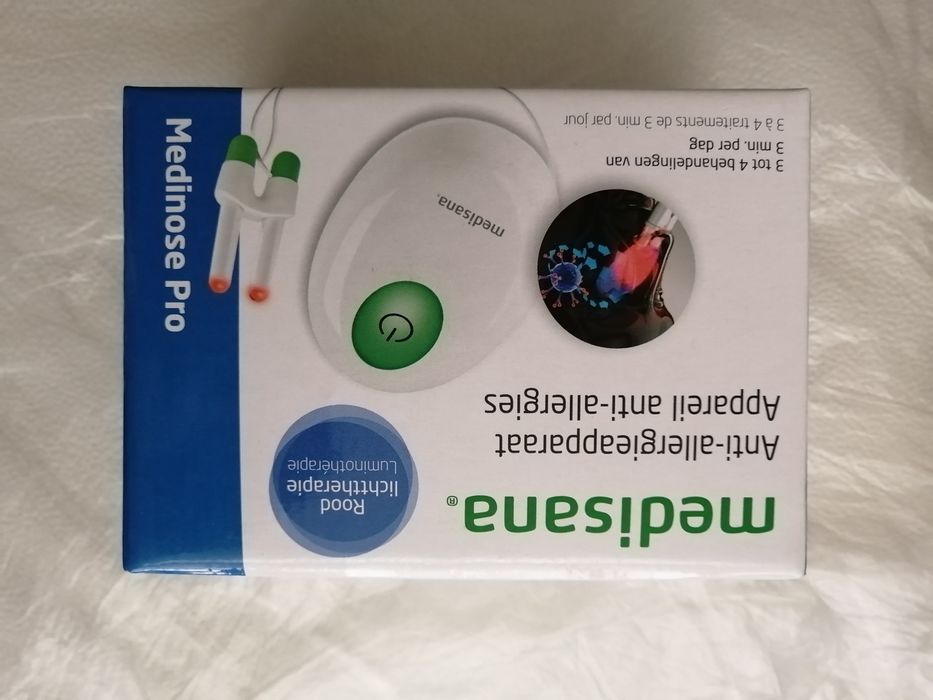 medisana®
Anti-allergieapparaat
Appareil anti-allergies
Rood
lichttherapie
Luminothérapie
medisana®
3 tot 4 behandelingen van
3 min. per dag
3 à 4 traitements de 3 min. par jour
Medinose Pro